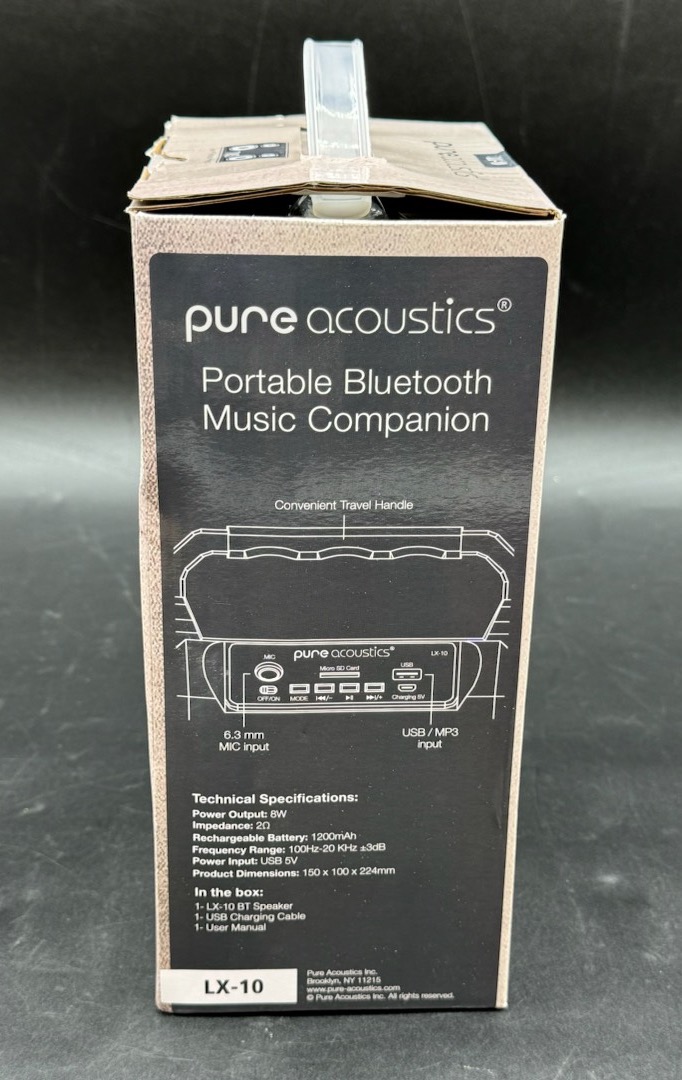 pure acoustics
pure acoustics®
Portable Bluetooth
Music Companion
Convenient Travel Handle
pure acoustics®
LX-10
MIC
Micro SD Card
USB
OFF/ON
MODE
I◀◀/−
▶II
▶▶I/+
Charging 5V
6.3 mm
MIC input
USB / MP3
input
Technical Specifications:
Power Output: 8W
Impedance: 2Ω
Rechargeable Battery: 1200mAh
Frequency Range: 100Hz-20 KHz ±3dB
Power Input: USB 5V
Product Dimensions: 150 x 100 x 224mm
In the box:
1- LX-10 BT Speaker
1- USB Charging Cable
1- User Manual
LX-10
Pure Acoustics Inc.
Brooklyn, NY 11215
www.pure-acoustics.com
© Pure Acoustics Inc. All rights reserved.